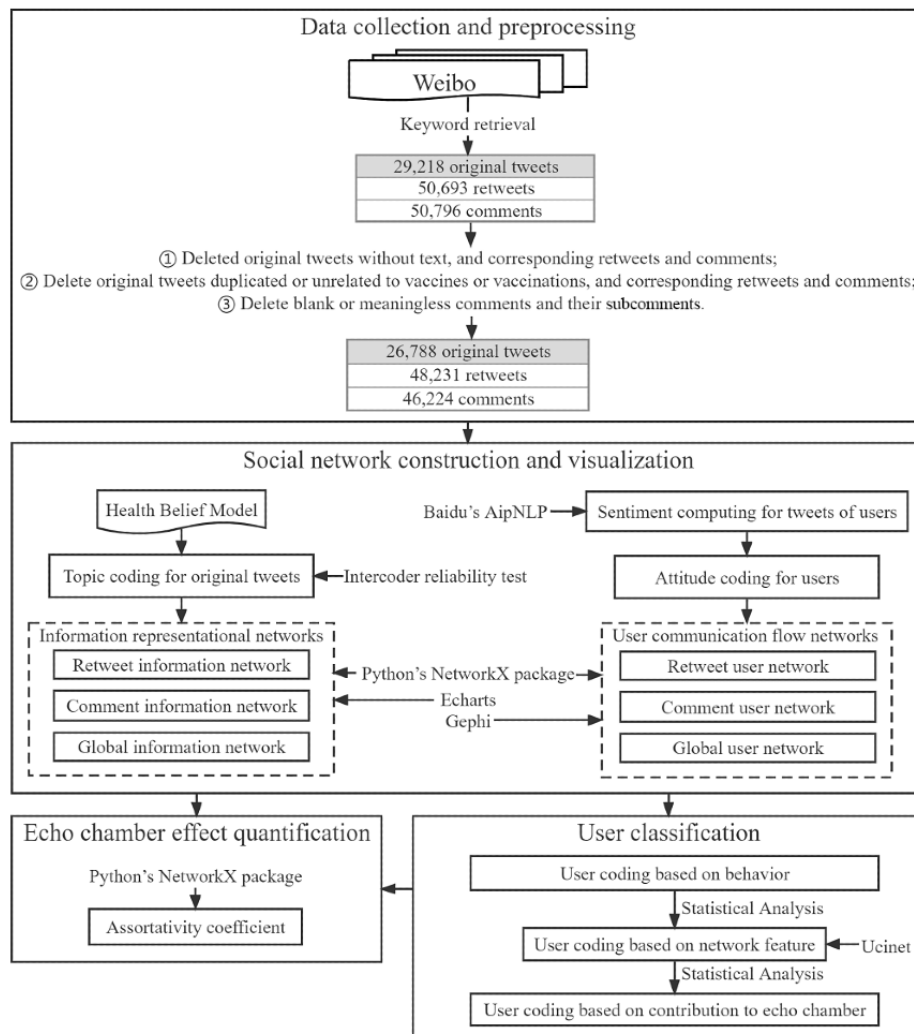 Data collection and preprocessing
Weibo
Keyword retrieval
29,218 original tweets
50,693 retweets
50,796 comments
① Deleted original tweets without text, and corresponding retweets and comments;
② Delete original tweets duplicated or unrelated to vaccines or vaccinations, and corresponding retweets and comments;
③ Delete blank or meaningless comments and their subcomments.
26,788 original tweets
48,231 retweets
46,224 comments
Social network construction and visualization
Health Belief Model
Baidu's AipNLP
Sentiment computing for tweets of users
Topic coding for original tweets
Intercoder reliability test
Attitude coding for users
Information representational networks
Retweet information network
Comment information network
Global information network
Python's NetworkX package
Echarts
Gephi
User communication flow networks
Retweet user network
Comment user network
Global user network
Echo chamber effect quantification
Python's NetworkX package
Assortativity coefficient
User classification
User coding based on behavior
Statistical Analysis
User coding based on network feature
Ucinet
Statistical Analysis
User coding based on contribution to echo chamber